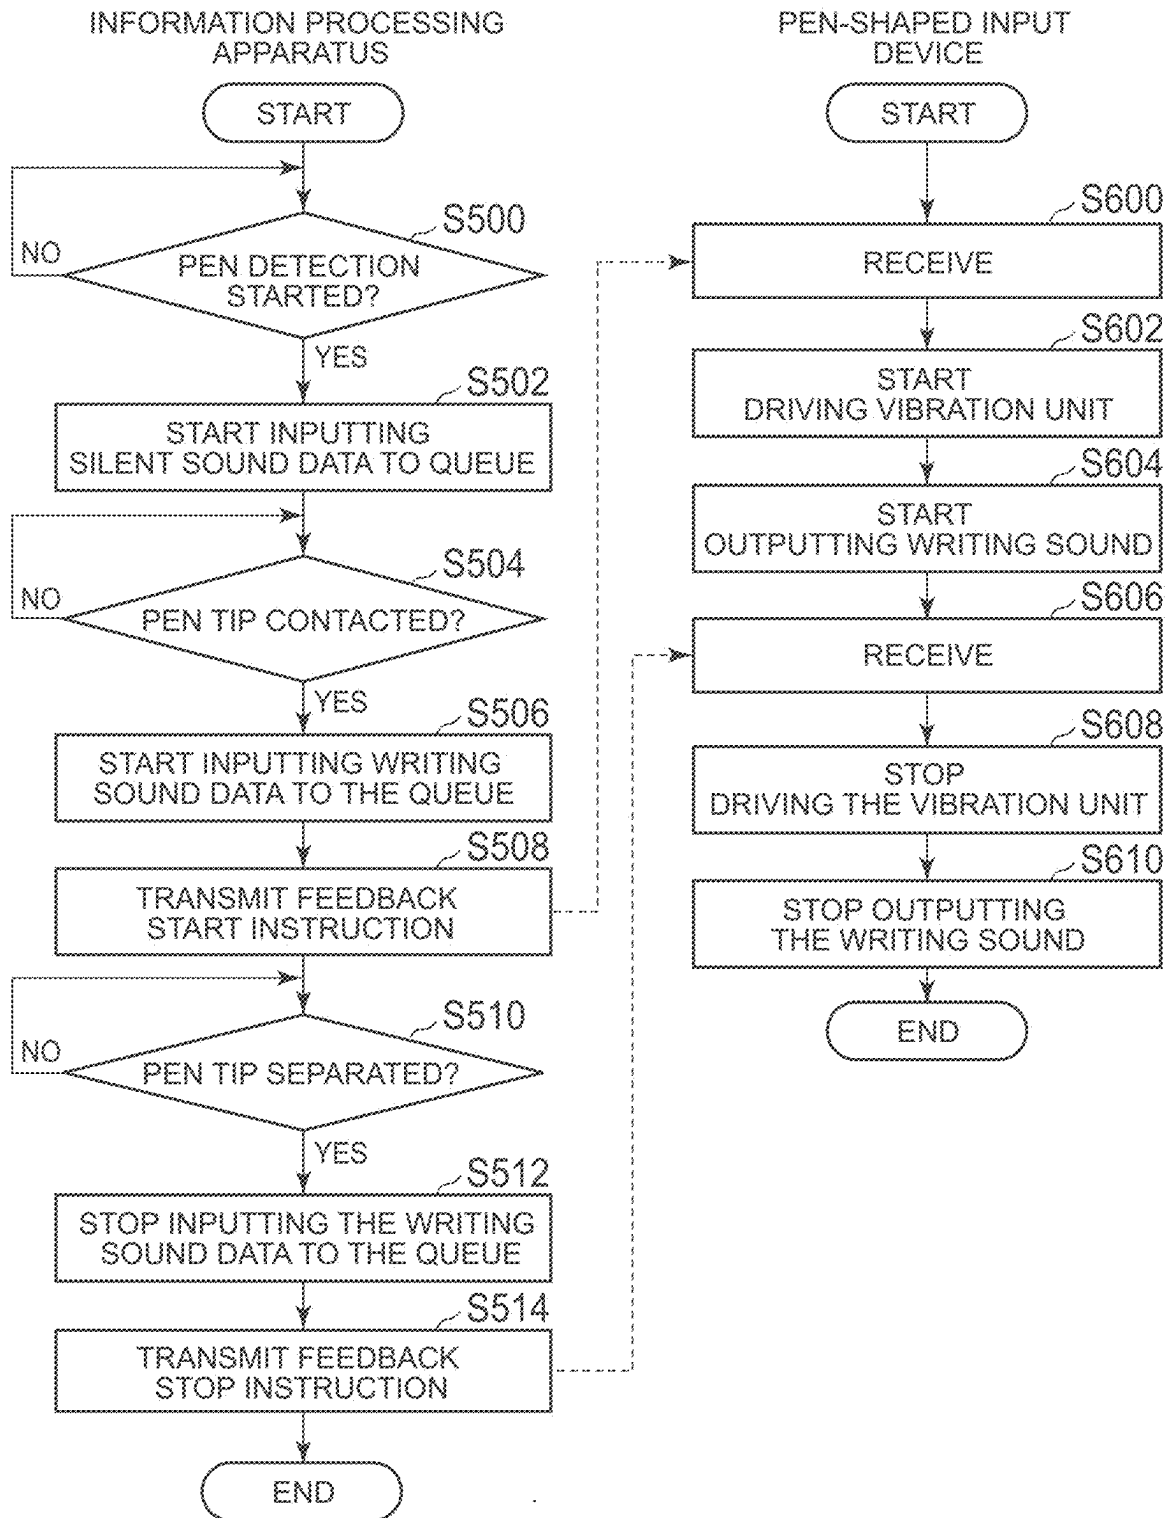 INFORMATION PROCESSING
APPARATUS
START
S500
NO
PEN DETECTION
STARTED?
YES
S502
START INPUTTING
SILENT SOUND DATA TO QUEUE
S504
NO
PEN TIP CONTACTED?
YES
S506
START INPUTTING WRITING
SOUND DATA TO THE QUEUE
S508
TRANSMIT FEEDBACK
START INSTRUCTION
S510
NO
PEN TIP SEPARATED?
YES
S512
STOP INPUTTING THE WRITING
SOUND DATA TO THE QUEUE
S514
TRANSMIT FEEDBACK
STOP INSTRUCTION
END
PEN-SHAPED INPUT
DEVICE
START
S600
RECEIVE
S602
START
DRIVING VIBRATION UNIT
S604
START
OUTPUTTING WRITING SOUND
S606
RECEIVE
S608
STOP
DRIVING THE VIBRATION UNIT
S610
STOP OUTPUTTING
THE WRITING SOUND
END